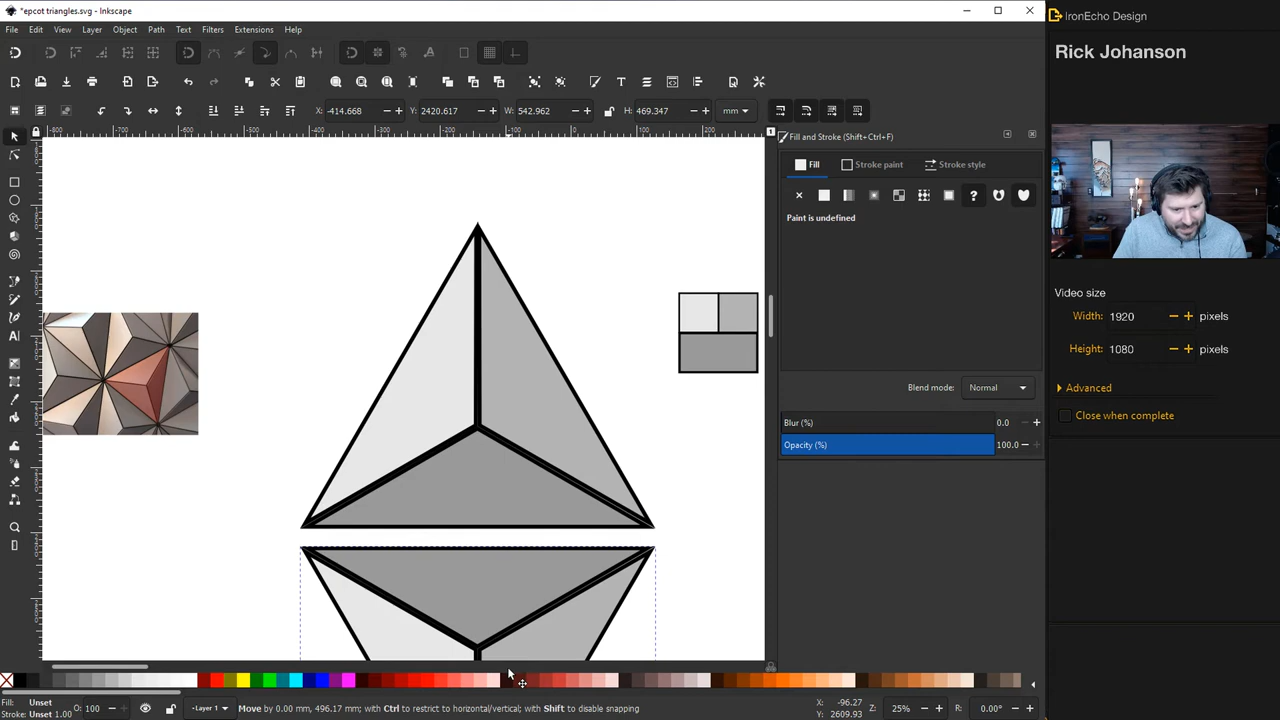 *epcot triangles.svg - Inkscape
IronEcho Design
File Edit View Layer Object Path Text Filters Extensions Help
Rick Johanson
X: -414.668 Y: 2420.617 W: 542.962 H: 469.347 mm
Fill and Stroke (Shift+Ctrl+F)
Fill Stroke paint Stroke style
Paint is undefined
Video size
Width: 1920 pixels
Height: 1080 pixels
Blend mode: Normal
Advanced
Close when complete
Blur (%) 0.0
Opacity (%) 100.0
Fill: Unset
Stroke: Unset 1.00
O: 100
Layer 1
Move by 0.00 mm, 496.17 mm; with Ctrl to restrict to horizontal/vertical; with Shift to disable snapping
X: -96.27
Y: 2609.93
Z: 25%
R: 0.00°